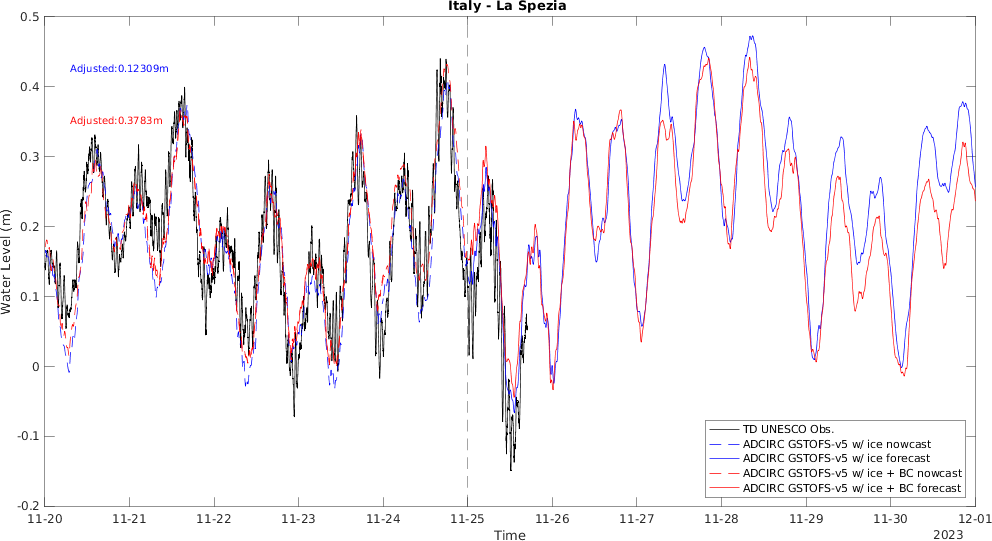 Italy - La Spezia
Adjusted:0.12309m
Adjusted:0.3783m
Water Level (m)
0.5
0.4
0.3
0.2
0.1
0
-0.1
-0.2
TD UNESCO Obs.
ADCIRC GSTOFS-v5 w/ ice nowcast
ADCIRC GSTOFS-v5 w/ ice forecast
ADCIRC GSTOFS-v5 w/ ice + BC nowcast
ADCIRC GSTOFS-v5 w/ ice + BC forecast
11-20 11-21 11-22 11-23 11-24 11-25 11-26 11-27 11-28 11-29 11-30 12-01
Time
2023